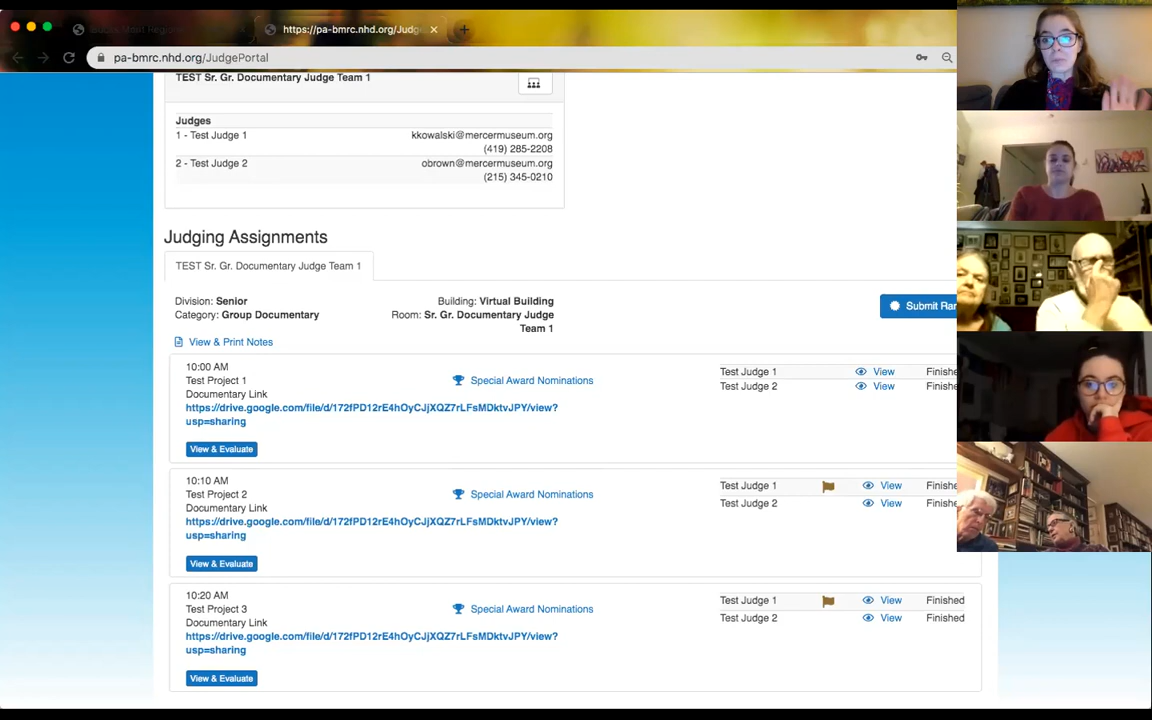 https://pa-bmrc.nhd.org/Judg
pa-bmrc.nhd.org/JudgePortal
TEST Sr. Gr. Documentary Judge Team 1
Judges
1 - Test Judge 1 kkowalski@mercermuseum.org
(419) 285-2208
2 - Test Judge 2 obrown@mercermuseum.org
(215) 345-0210
Judging Assignments
TEST Sr. Gr. Documentary Judge Team 1
Division: Senior Building: Virtual Building
Category: Group Documentary Room: Sr. Gr. Documentary Judge
Team 1
Submit Ran
View & Print Notes
10:00 AM
Test Project 1 Special Award Nominations Test Judge 1 View Finishe
Documentary Link Test Judge 2 View Finishe
https://drive.google.com/file/d/172fPD12rE4hOyCJjXQZ7rLFsMDktvJPY/view?
usp=sharing
View & Evaluate
10:10 AM Test Judge 1 View Finishe
Test Project 2 Special Award Nominations Test Judge 2 View Finishe
Documentary Link
https://drive.google.com/file/d/172fPD12rE4hOyCJjXQZ7rLFsMDktvJPY/view?
usp=sharing
View & Evaluate
10:20 AM Test Judge 1 View Finished
Test Project 3 Special Award Nominations Test Judge 2 View Finished
Documentary Link
https://drive.google.com/file/d/172fPD12rE4hOyCJjXQZ7rLFsMDktvJPY/view?
usp=sharing
View & Evaluate